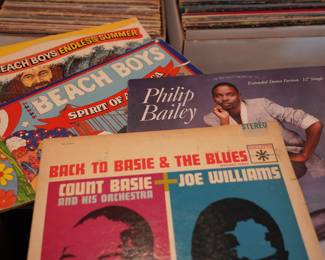 BEACH BOYS ENDLESS SUMMER
BEACH BOYS
SPIRIT OF
Philip
Bailey
Extended Dance Version 12" Single
STEREO
BACK TO BASIE & THE BLUES
COUNT BASIE
AND HIS ORCHESTRA
+
JOE WILLIAMS